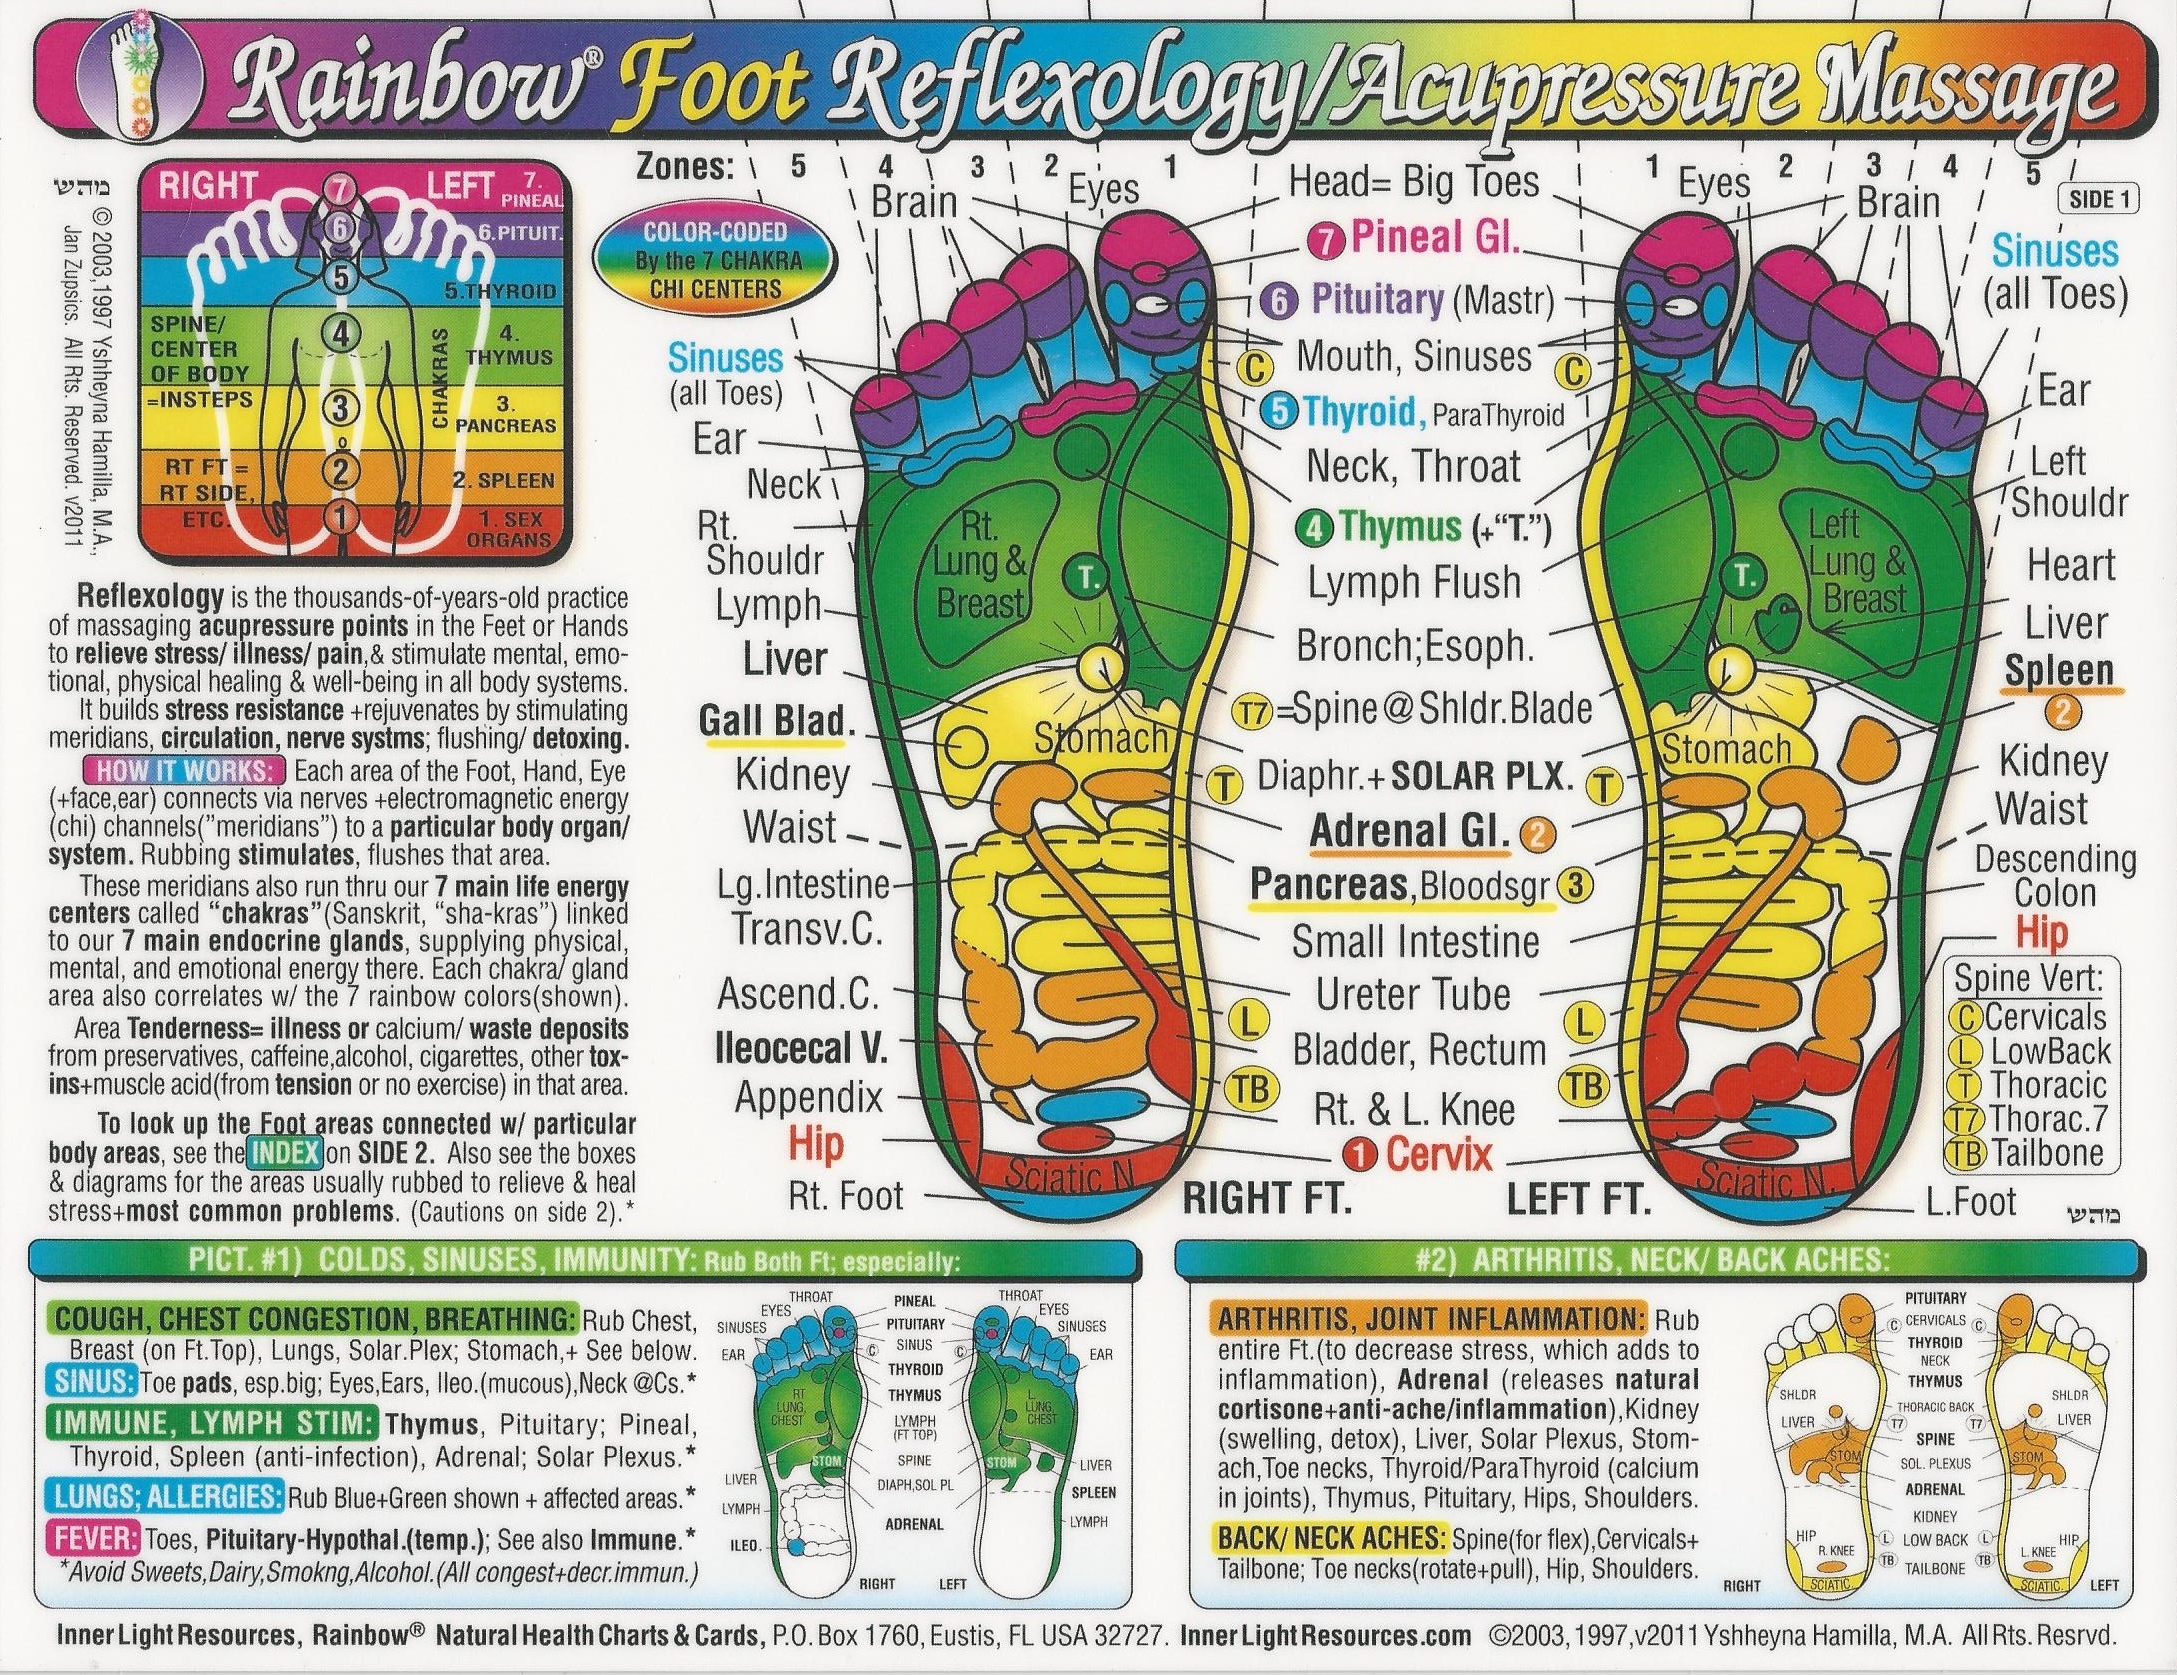 Rainbow® Foot Reflexology/Acupressure Massage
מהש
© 2003,1997 Yshheyna Hamilla, M.A.,
Jan Zupsics. All Rts. Reserved. v2011
RIGHT
LEFT
7.
PINEAL
6.PITUIT.
5.THYROID
4.
THYMUS
3.
PANCREAS
2. SPLEEN
1. SEX
ORGANS
7
6
5
4
3
2
1
CHAKRAS
SPINE/
CENTER
OF BODY
=INSTEPS
RT FT =
RT SIDE,
ETC.
Reflexology is the thousands-of-years-old practice
of massaging acupressure points in the Feet or Hands
to relieve stress/ illness/ pain,& stimulate mental, emo-
tional, physical healing & well-being in all body systems.
It builds stress resistance +rejuvenates by stimulating
meridians, circulation, nerve systms; flushing/ detoxing.
HOW IT WORKS: Each area of the Foot, Hand, Eye
(+face,ear) connects via nerves +electromagnetic energy
(chi) channels("meridians") to a particular body organ/
system. Rubbing stimulates, flushes that area.
These meridians also run thru our 7 main life energy
centers called “chakras”(Sanskrit, “sha-kras”) linked
to our 7 main endocrine glands, supplying physical,
mental, and emotional energy there. Each chakra/ gland
area also correlates w/ the 7 rainbow colors(shown).
Area Tenderness= illness or calcium/ waste deposits
from preservatives, caffeine,alcohol, cigarettes, other tox-
ins+muscle acid(from tension or no exercise) in that area.
To look up the Foot areas connected w/ particular
body areas, see the INDEX on SIDE 2. Also see the boxes
& diagrams for the areas usually rubbed to relieve & heal
stress+most common problems. (Cautions on side 2).*
Zones: 5 4 3 2 1
COLOR-CODED
By the 7 CHAKRA
CHI CENTERS
Brain
Eyes
Sinuses
(all Toes)
Ear
Neck
Rt.
Shouldr
Lymph
Liver
Gall Blad.
Kidney
Waist
Lg.Intestine
Transv.C.
Ascend.C.
Ileocecal V.
Appendix
Hip
Rt. Foot
Rt.
Lung &
Breast
T.
Stomach
Sciatic N
RIGHT FT.
Head= Big Toes
7 Pineal Gl.
6 Pituitary (Mastr)
Mouth, Sinuses
C
C
5 Thyroid, ParaThyroid
Neck, Throat
4 Thymus (+“T.”)
Lymph Flush
Bronch;Esoph.
T7=Spine@Shldr.Blade
T Diaphr.+ SOLAR PLX. T
Adrenal Gl. 2
Pancreas,Bloodsgr 3
Small Intestine
Ureter Tube
L
L
Bladder, Rectum
TB
TB
Rt. & L. Knee
1 Cervix
1 2 3 4 5
Eyes
Brain
SIDE 1
Sinuses
(all Toes)
Ear
Left
Shouldr
Heart
Liver
Spleen
2
Kidney
Waist
Descending
Colon
Hip
Left
Lung &
Breast
T.
Stomach
Sciatic N.
LEFT FT.
Spine Vert:
C Cervicals
L LowBack
T Thoracic
T7 Thorac.7
TB Tailbone
L.Foot
מהש
PICT. #1) COLDS, SINUSES, IMMUNITY: Rub Both Ft; especially:
COUGH, CHEST CONGESTION, BREATHING: Rub Chest,
Breast (on Ft.Top), Lungs, Solar.Plex; Stomach,+ See below.
SINUS: Toe pads, esp.big; Eyes,Ears, Ileo.(mucous),Neck @Cs.*
IMMUNE, LYMPH STIM: Thymus, Pituitary; Pineal,
Thyroid, Spleen (anti-infection), Adrenal; Solar Plexus.*
LUNGS; ALLERGIES: Rub Blue+Green shown + affected areas.*
FEVER: Toes, Pituitary-Hypothal.(temp.); See also Immune.*
*Avoid Sweets,Dairy,Smokng,Alcohol.(All congest+decr.immun.)
THROAT
EYES
SINUSES
EAR
RT
LUNG,
CHEST
STOM
LIVER
LYMPH
ILEO.
RIGHT
PINEAL
PITUITARY
SINUS
C
C
THYROID
THYMUS
LYMPH
(FT TOP)
SPINE
DIAPH,SOL PL
ADRENAL
THROAT
EYES
SINUSES
EAR
L
LUNG,
CHEST
STOM
LIVER
SPLEEN
LYMPH
LEFT
#2) ARTHRITIS, NECK/ BACK ACHES:
ARTHRITIS, JOINT INFLAMMATION: Rub
entire Ft.(to decrease stress, which adds to
inflammation), Adrenal (releases natural
cortisone+anti-ache/inflammation),Kidney
(swelling, detox), Liver, Solar Plexus, Stom-
ach,Toe necks, Thyroid/ParaThyroid (calcium
in joints), Thymus, Pituitary, Hips, Shoulders.
BACK/ NECK ACHES: Spine(for flex),Cervicals+
Tailbone; Toe necks(rotate+pull), Hip, Shoulders.
PITUITARY
C CERVICALS C
THYROID
NECK
THYMUS
THORACIC BACK
T7
T7
SPINE
SOL. PLEXUS
ADRENAL
KIDNEY
L LOW BACK L
TB
TB
TAILBONE
SHLDR
LIVER
STOM
HIP
R. KNEE
SCIATIC
RIGHT
SHLDR
LIVER
STOM
HIP
L. KNEE
SCIATIC
LEFT
InnerLightResources, Rainbow® Natural Health Charts & Cards, P.O. Box 1760, Eustis, FL USA 32727. InnerLightResources.com ©2003, 1997,v2011 Yshheyna Hamilla, M.A. All Rts. Resrvd.